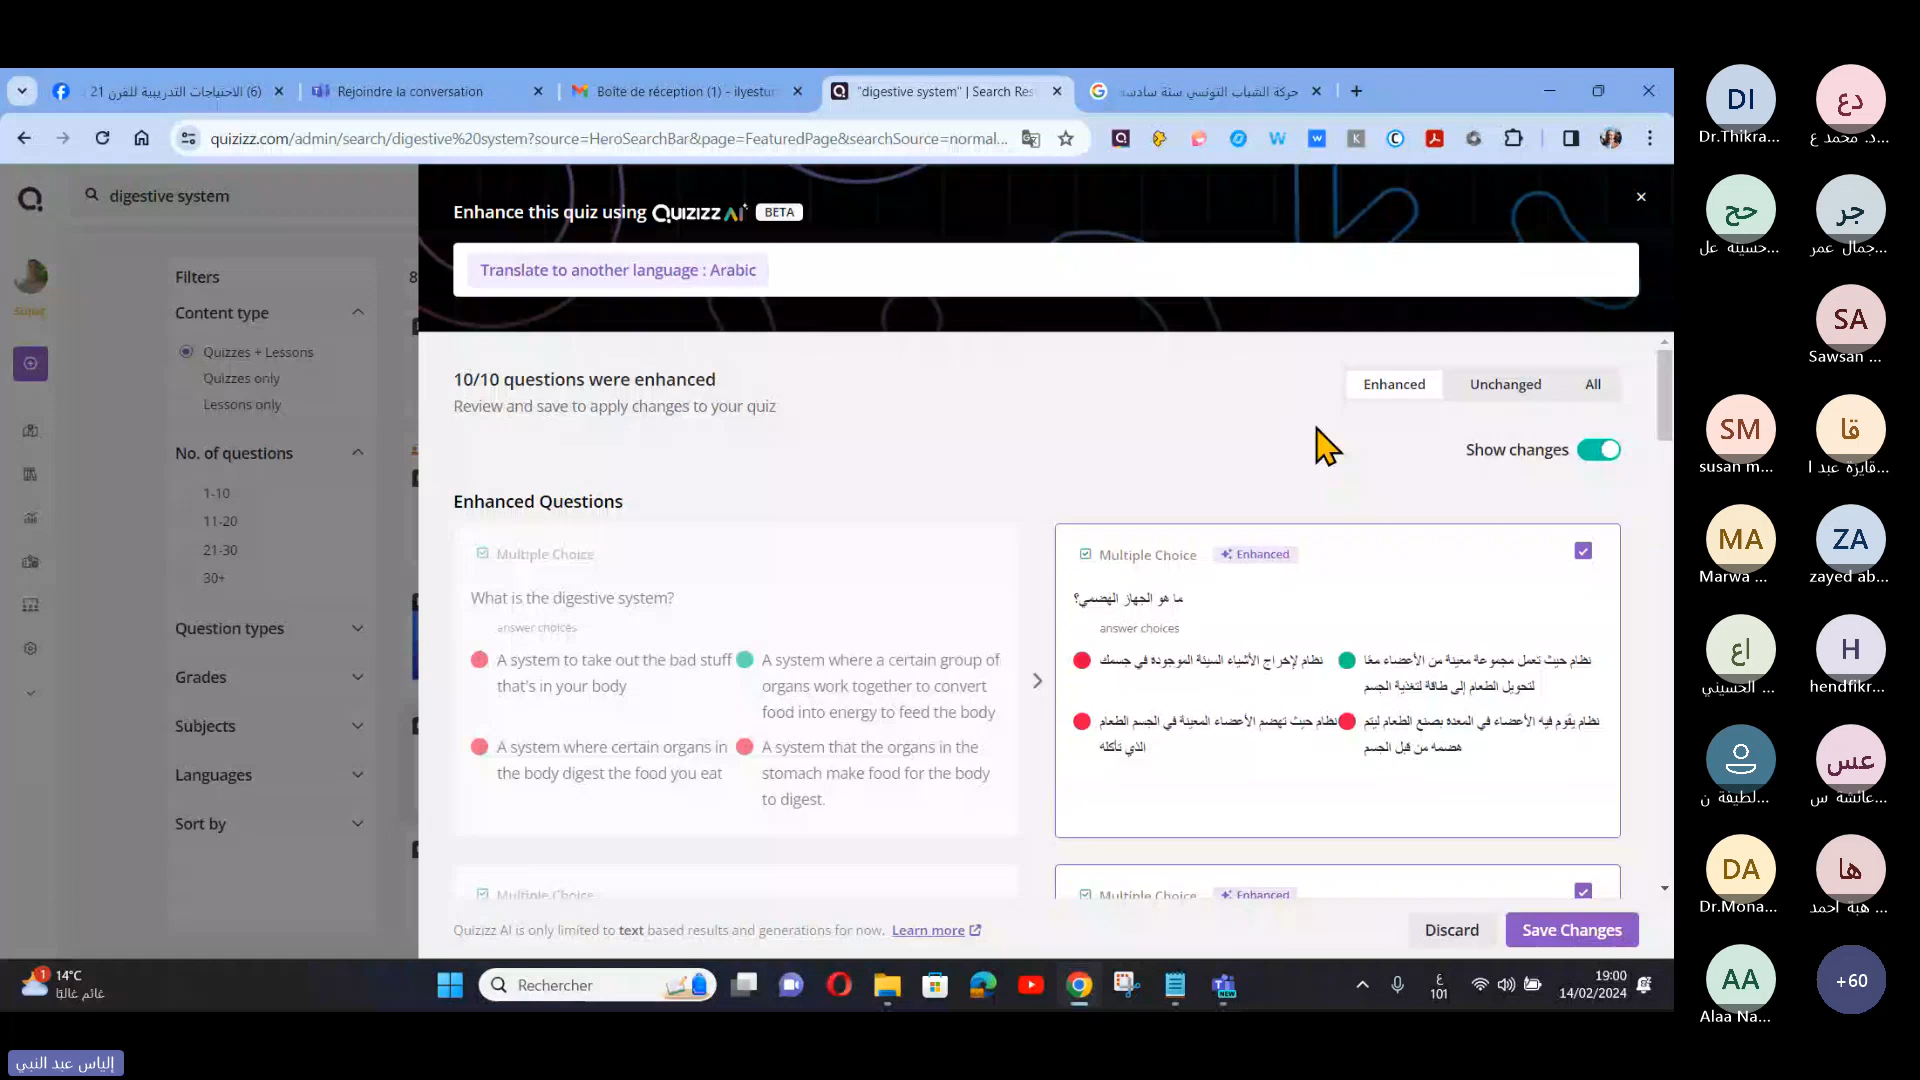 الاحتياجات التدريبية للقرن 21 (6)
Rejoindre la conversation
Boîte de réception (1) - ilyestur
"digestive system" | Search Res
حركة الشباب التونسي سنة سادسة
quizizz.com/admin/search/digestive%20system?source=HeroSearchBar&page=FeaturedPage&searchSource=normal...
digestive system
Super
Filters
Content type
Quizzes + Lessons
Quizzes only
Lessons only
No. of questions
1-10
11-20
21-30
30+
Question types
Grades
Subjects
Languages
Sort by
Enhance this quiz using Quizizz AI BETA
Translate to another language : Arabic
10/10 questions were enhanced
Review and save to apply changes to your quiz
Enhanced Unchanged All
Show changes
Enhanced Questions
Multiple Choice
What is the digestive system?
answer choices
A system to take out the bad stuff
that's in your body
A system where a certain group of
organs work together to convert
food into energy to feed the body
A system where certain organs in
the body digest the food you eat
A system that the organs in the
stomach make food for the body
to digest.
Multiple Choice Enhanced
ما هو الجهاز الهضمي؟
answer choices
نظام لإخراج الأشياء السيئة الموجودة في جسمك
نظام حيث تعمل مجموعة معينة من الأعضاء معًا
لتحويل الطعام إلى طاقة لتغذية الجسم
نظام حيث تهضم الأعضاء المعينة في الجسم الطعام
الذي تأكله
نظام يقوم فيه الأعضاء في المعدة بصنع الطعام ليتم
هضمه من قبل الجسم
Multiple Choice
Multiple Choice Enhanced
Quizizz AI is only limited to text based results and generations for now. Learn more
Discard
Save Changes
1
14°C
غائم غالبًا
Rechercher
NEW
ع
101
19:00
14/02/2024
DI
Dr.Thikra...
دع
د. محمد ع...
حح
حسينه عل...
جر
جمال عمر...
SA
Sawsan ...
SM
susan m...
قا
فايزة عبد ا...
MA
Marwa ...
ZA
zayed ab...
اع
الحسيني ...
H
hendfikr...
لطيفة ن...
عس
عائشة س...
DA
Dr.Mona...
ها
هبة احمد ...
AA
Alaa Na...
+60
إلياس عبد النبي